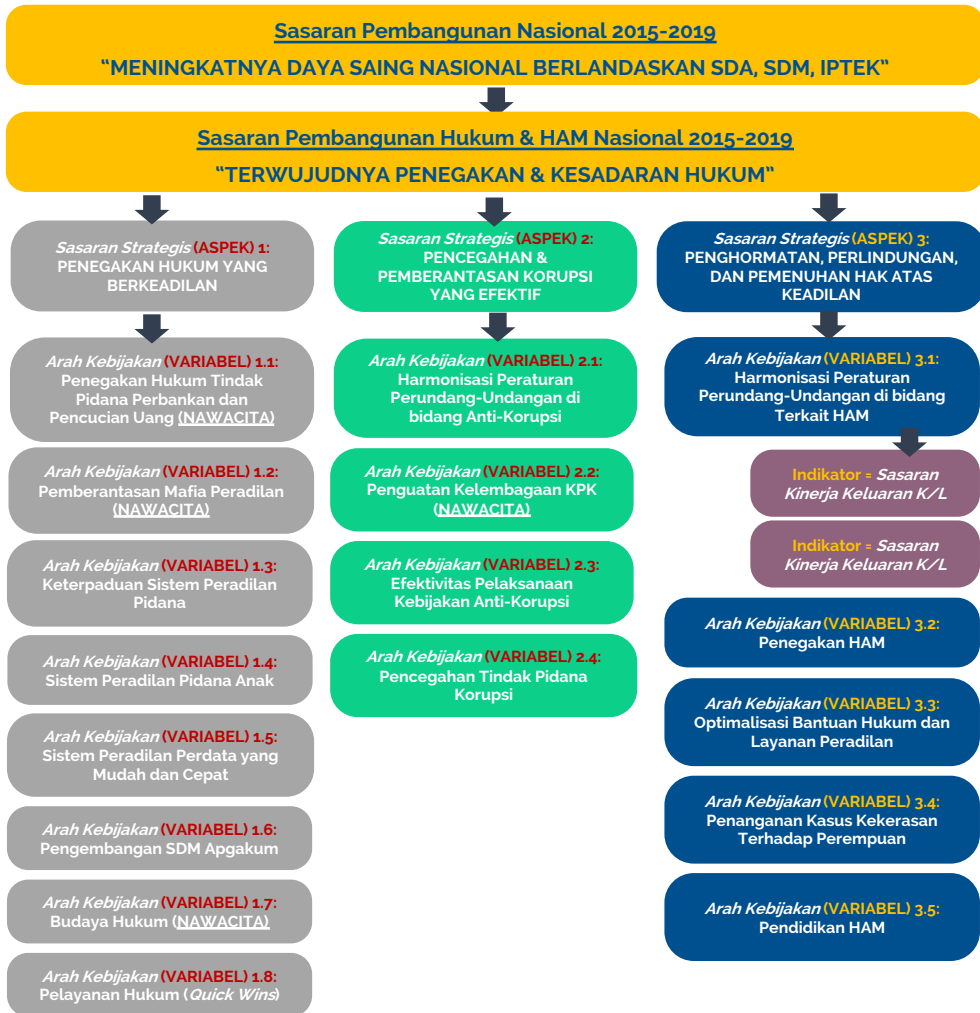 Sasaran Pembangunan Nasional 2015-2019
“MENINGKATNYA DAYA SAING NASIONAL BERLANDASKAN SDA, SDM, IPTEK”
Sasaran Pembangunan Hukum & HAM Nasional 2015-2019
“TERWUJUDNYA PENEGAKAN & KESADARAN HUKUM”
Sasaran Strategis (ASPEK) 1:
PENEGAKAN HUKUM YANG
BERKEADILAN
Arah Kebijakan (VARIABEL) 1.1:
Penegakan Hukum Tindak
Pidana Perbankan dan
Pencucian Uang (NAWACITA)
Arah Kebijakan (VARIABEL) 1.2:
Pemberantasan Mafia Peradilan
(NAWACITA)
Arah Kebijakan (VARIABEL) 1.3:
Keterpaduan Sistem Peradilan
Pidana
Arah Kebijakan (VARIABEL) 1.4:
Sistem Peradilan Pidana Anak
Arah Kebijakan (VARIABEL) 1.5:
Sistem Peradilan Perdata yang
Mudah dan Cepat
Arah Kebijakan (VARIABEL) 1.6:
Pengembangan SDM Apgakum
Arah Kebijakan (VARIABEL) 1.7:
Budaya Hukum (NAWACITA)
Arah Kebijakan (VARIABEL) 1.8:
Pelayanan Hukum (Quick Wins)
Sasaran Strategis (ASPEK) 2:
PENCEGAHAN &
PEMBERANTASAN KORUPSI
YANG EFEKTIF
Arah Kebijakan (VARIABEL) 2.1:
Harmonisasi Peraturan
Perundang-Undangan di
bidang Anti-Korupsi
Arah Kebijakan (VARIABEL) 2.2:
Penguatan Kelembagaan KPK
(NAWACITA)
Arah Kebijakan (VARIABEL) 2.3:
Efektivitas Pelaksanaan
Kebijakan Anti-Korupsi
Arah Kebijakan (VARIABEL) 2.4:
Pencegahan Tindak Pidana
Korupsi
Sasaran Strategis (ASPEK) 3:
PENGHORMATAN, PERLINDUNGAN,
DAN PEMENUHAN HAK ATAS
KEADILAN
Arah Kebijakan (VARIABEL) 3.1:
Harmonisasi Peraturan
Perundang-Undangan di bidang
Terkait HAM
Indikator = Sasaran
Kinerja Keluaran K/L
Indikator = Sasaran
Kinerja Keluaran K/L
Arah Kebijakan (VARIABEL) 3.2:
Penegakan HAM
Arah Kebijakan (VARIABEL) 3.3:
Optimalisasi Bantuan Hukum dan
Layanan Peradilan
Arah Kebijakan (VARIABEL) 3.4:
Penanganan Kasus Kekerasan
Terhadap Perempuan
Arah Kebijakan (VARIABEL) 3.5:
Pendidikan HAM